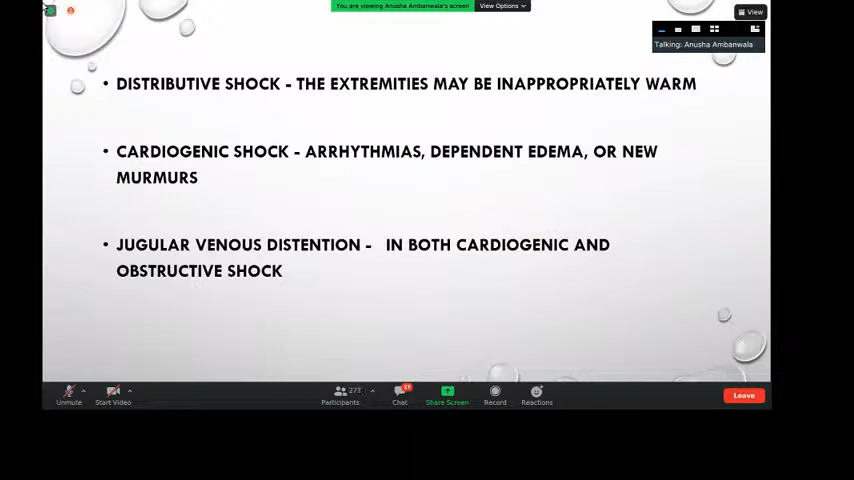 You are viewing Anusha Ambanwala's screen
View Options
View
Talking: Anusha Ambanwala
• DISTRIBUTIVE SHOCK - THE EXTREMITIES MAY BE INAPPROPRIATELY WARM
• CARDIOGENIC SHOCK - ARRHYTHMIAS, DEPENDENT EDEMA, OR NEW
MURMURS
• JUGULAR VENOUS DISTENTION - IN BOTH CARDIOGENIC AND
OBSTRUCTIVE SHOCK
273
17
Unmute
Start Video
Participants
Chat
Share Screen
Record
Reactions
Leave